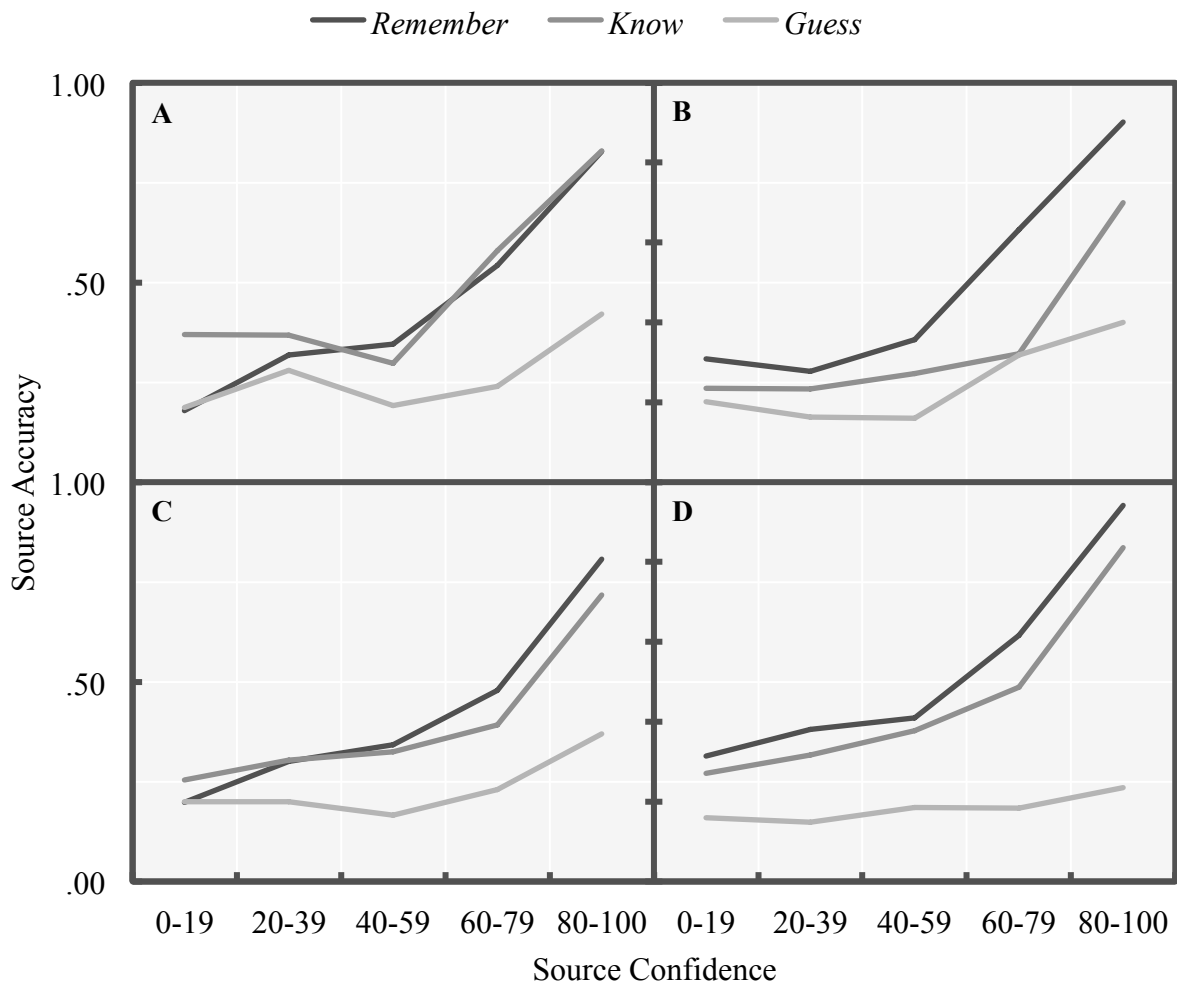 Remember Know Guess
1.00
A
B
.50
1.00
C
D
.50
.00
0-19 20-39 40-59 60-79 80-100 0-19 20-39 40-59 60-79 80-100
Source Accuracy
Source Confidence